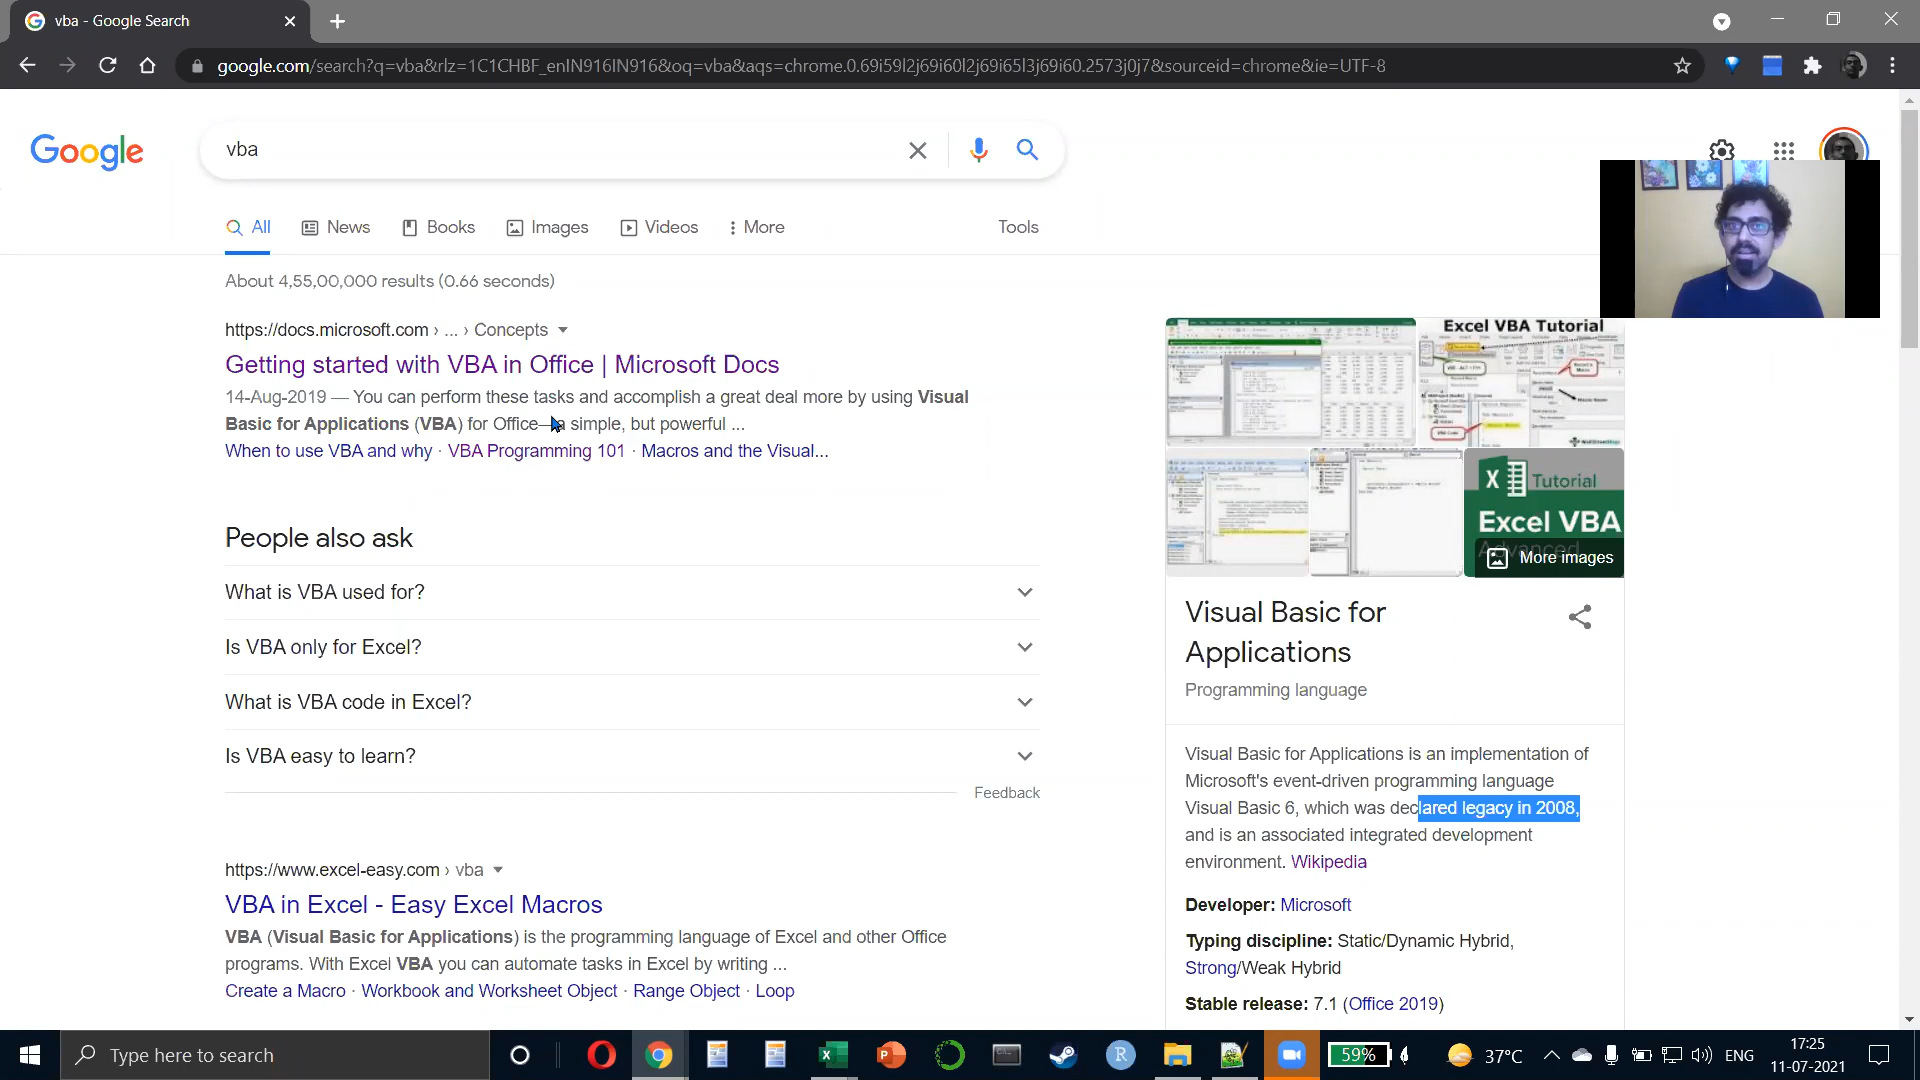 vba - Google Search
google.com/search?q=vba&rlz=1C1CHBF_enIN916IN916&oq=vba&aqs=chrome.0.69i59l2j69i60l2j69i65l3j69i60.2573j0j7&sourceid=chrome&ie=UTF-8
Google
vba
All
News
Books
Images
Videos
More
Tools
About 4,55,00,000 results (0.66 seconds)
https://docs.microsoft.com › ... › Concepts
Getting started with VBA in Office | Microsoft Docs
14-Aug-2019 — You can perform these tasks and accomplish a great deal more by using Visual
Basic for Applications (VBA) for Office—a simple, but powerful ...
When to use VBA and why · VBA Programming 101 · Macros and the Visual...
People also ask
What is VBA used for?
Is VBA only for Excel?
What is VBA code in Excel?
Is VBA easy to learn?
Feedback
https://www.excel-easy.com › vba
VBA in Excel - Easy Excel Macros
VBA (Visual Basic for Applications) is the programming language of Excel and other Office
programs. With Excel VBA you can automate tasks in Excel by writing ...
Create a Macro · Workbook and Worksheet Object · Range Object · Loop
Excel VBA Tutorial
X Tutorial
Excel VBA
Advanced
More images
Visual Basic for
Applications
Programming language
Visual Basic for Applications is an implementation of
Microsoft's event-driven programming language
Visual Basic 6, which was declared legacy in 2008,
and is an associated integrated development
environment. Wikipedia
Developer: Microsoft
Typing discipline: Static/Dynamic Hybrid,
Strong/Weak Hybrid
Stable release: 7.1 (Office 2019)
Type here to search
59%
37°C
ENG
17:25
11-07-2021